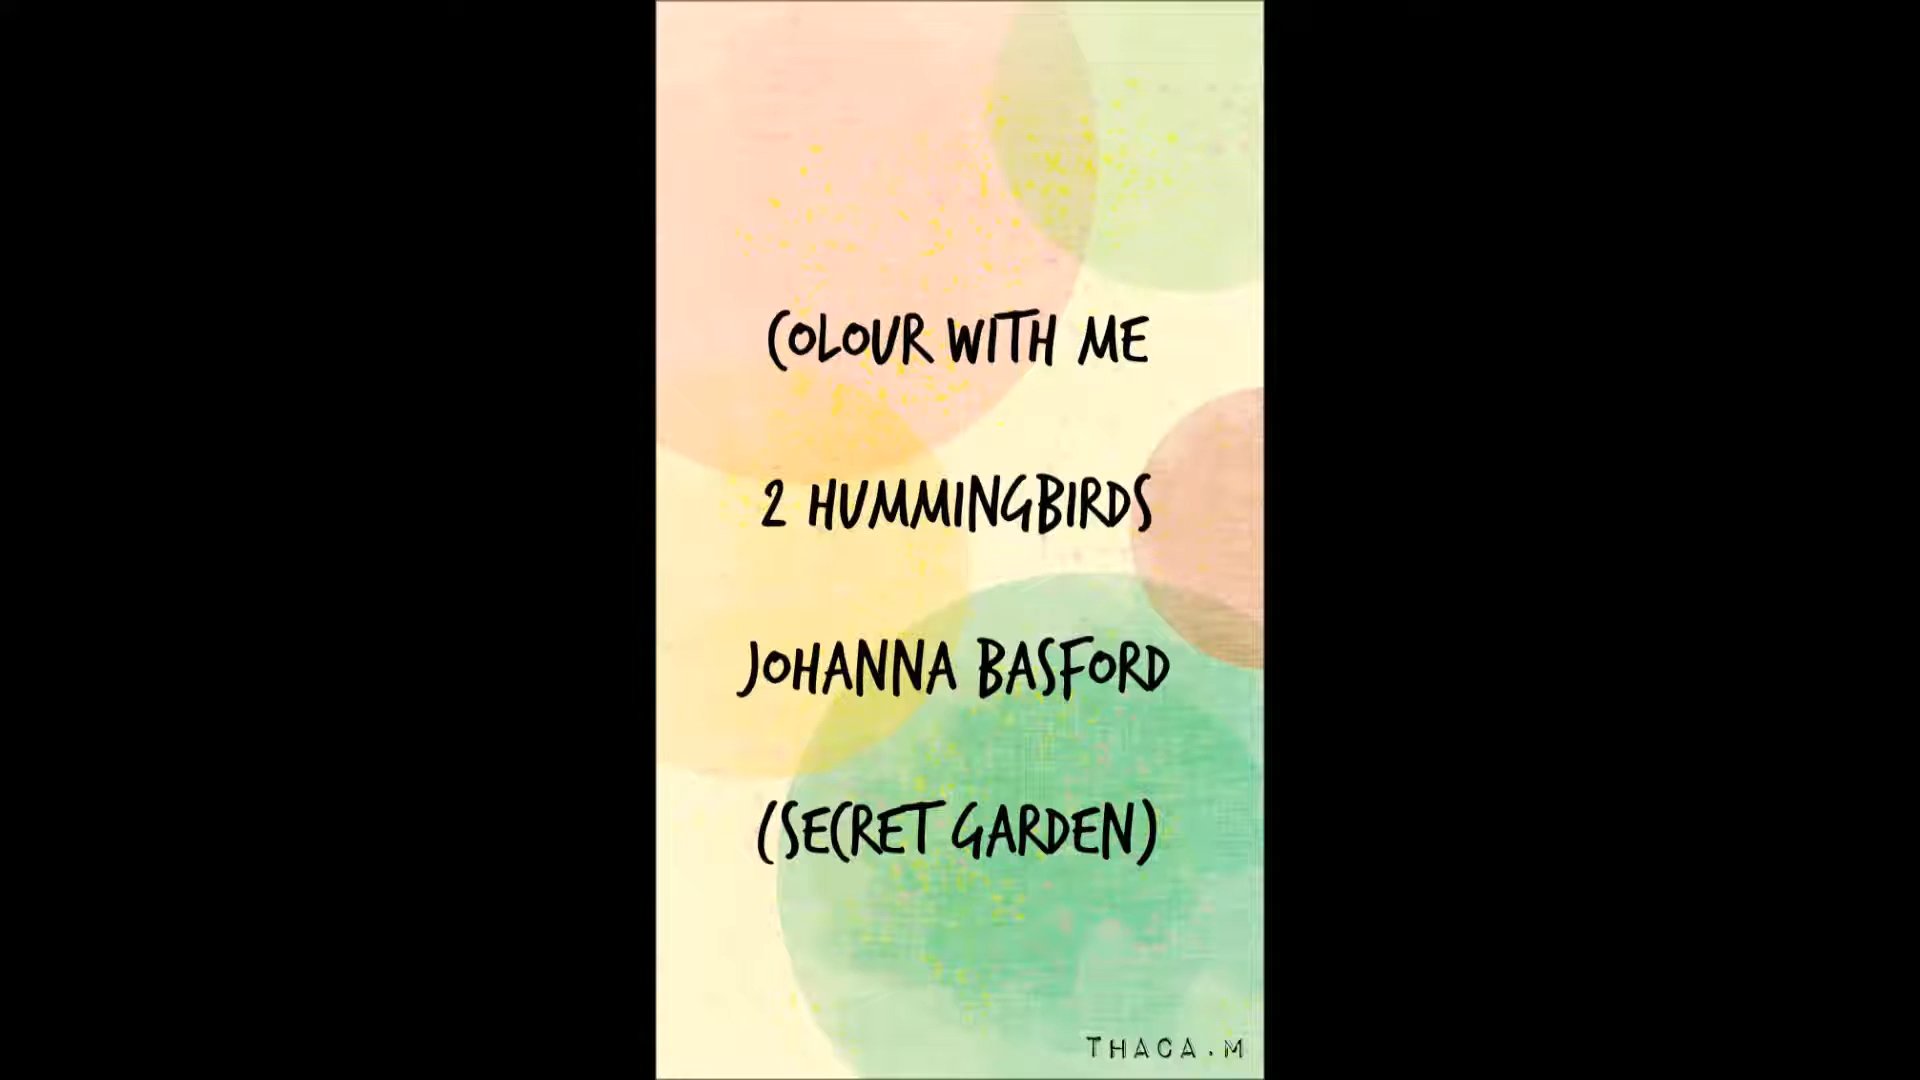 COLOUR WITH ME
2 HUMMINGBIRDS
JOHANNA BASFORD
(SECRET GARDEN)
THACA.M